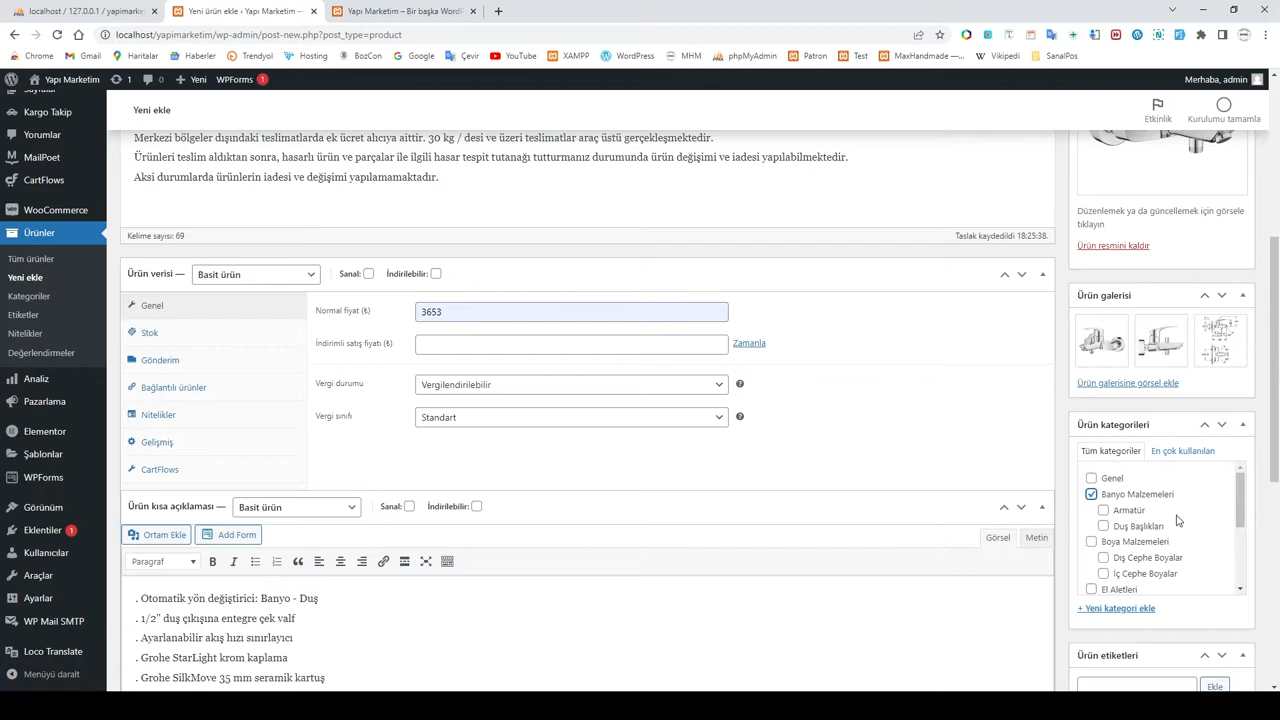 localhost / 127.0.0.1 / yapimarket
Yeni ürün ekle ‹ Yapı Marketim —
Yapı Marketim – Bir başka WordP
localhost/yapimarketim/wp-admin/post-new.php?post_type=product
Chrome
Gmail
Haritalar
Haberler
Trendyol
Hosting
BozCon
Google
Çevir
YouTube
XAMPP
WordPress
MHM
phpMyAdmin
Patron
Test
MaxHandmade —...
Vikipedi
SanalPos
Yapı Marketim
1
0
Yeni
WPForms 1
Merhaba, admin
Kargo Takip
Yorumlar
MailPoet
CartFlows
WooCommerce
Ürünler
Tüm ürünler
Yeni ekle
Kategoriler
Etiketler
Nitelikler
Değerlendirmeler
Analiz
Pazarlama
Elementor
Şablonlar
WPForms
Görünüm
Eklentiler 1
Kullanıcılar
Araçlar
Ayarlar
WP Mail SMTP
Loco Translate
Menüyü daralt
Yeni ekle
Etkinlik
Kurulumu tamamla
Merkezi bölgeler dışındaki teslimatlarda ek ücret alıcıya aittir. 30 kg / desi ve üzeri teslimatlar araç üstü gerçekleşmektedir.
Ürünleri teslim aldıktan sonra, hasarlı ürün ve parçalar ile ilgili hasar tespit tutanağı tutturmanız durumunda ürün değişimi ve iadesi yapılabilmektedir.
Aksi durumlarda ürünlerin iadesi ve değişimi yapılamamaktadır.
Kelime sayısı: 69
Taslak kaydedildi 18:25:38.
Ürün verisi — Basit ürün
Sanal:
İndirilebilir:
Genel
Stok
Gönderim
Bağlantılı ürünler
Nitelikler
Gelişmiş
CartFlows
Normal fiyat (₺) 3653
İndirimli satış fiyatı (₺)
Zamanla
Vergi durumu Vergilendirilebilir
Vergi sınıfı Standart
Ürün kısa açıklaması Basit ürün
Sanal:
İndirilebilir:
Ortam Ekle
Add Form
Görsel
Metin
Paragraf
. Otomatik yön değiştirici: Banyo - Duş
. 1/2" duş çıkışına entegre çek valf
. Ayarlanabilir akış hızı sınırlayıcı
. Grohe StarLight krom kaplama
. Grohe SilkMove 35 mm seramik kartuş
Düzenlemek ya da güncellemek için görsele
tıklayın
Ürün resmini kaldır
Ürün galerisi
Ürün galerisine görsel ekle
Ürün kategorileri
Tüm kategoriler
En çok kullanılan
Genel
Banyo Malzemeleri
Armatür
Duş Başlıkları
Boya Malzemeleri
Dış Cephe Boyalar
İç Cephe Boyalar
El Aletleri
+ Yeni kategori ekle
Ürün etiketleri
Ekle